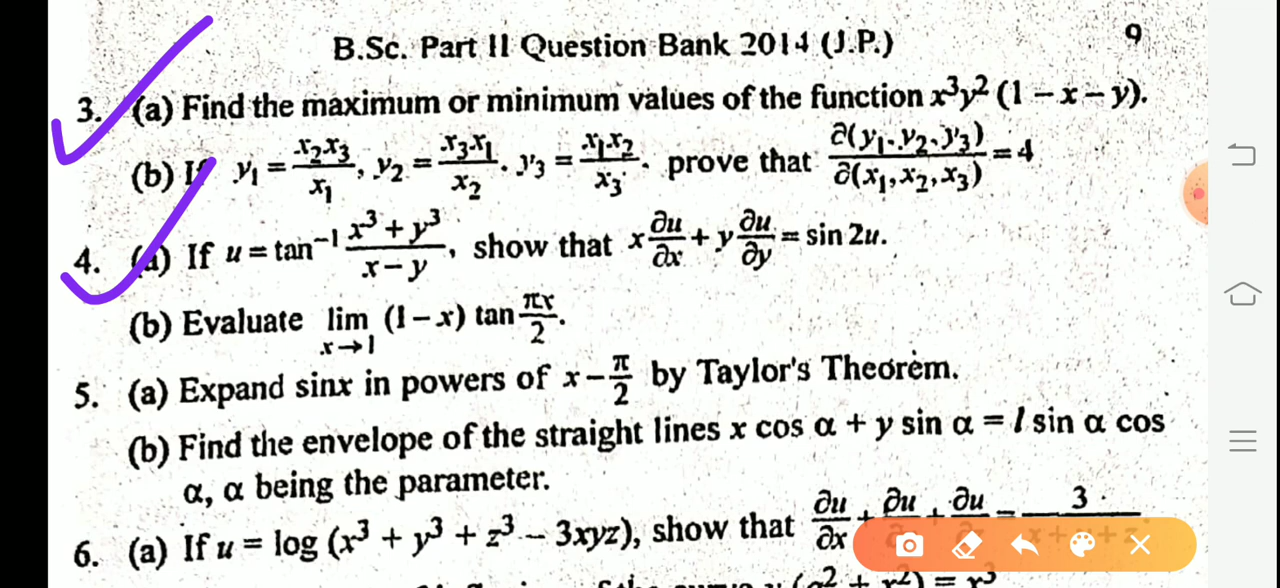 B.Sc. Part II Question Bank 2014 (J.P.) 9
3. (a) Find the maximum or minimum values of the function x³y² (1 – x – y).
(b) If y₁ = x₂x₃/x₁, y₂ = x₃x₁/x₂, y₃ = x₁x₂/x₃, prove that ∂(y₁,y₂,y₃)/∂(x₁,x₂,x₃) = 4
4. (a) If u = tan⁻¹ (x³ + y³)/(x – y), show that x ∂u/∂x + y ∂u/∂y = sin 2u.
(b) Evaluate lim x→1 (1 – x) tan πx/2.
5. (a) Expand sinx in powers of x – π/2 by Taylor's Theorem.
(b) Find the envelope of the straight lines x cos α + y sin α = l sin α cos
α, α being the parameter.
6. (a) If u = log (x³ + y³ + z³ – 3xyz), show that ∂u/∂x + ∂u + ∂u = 3